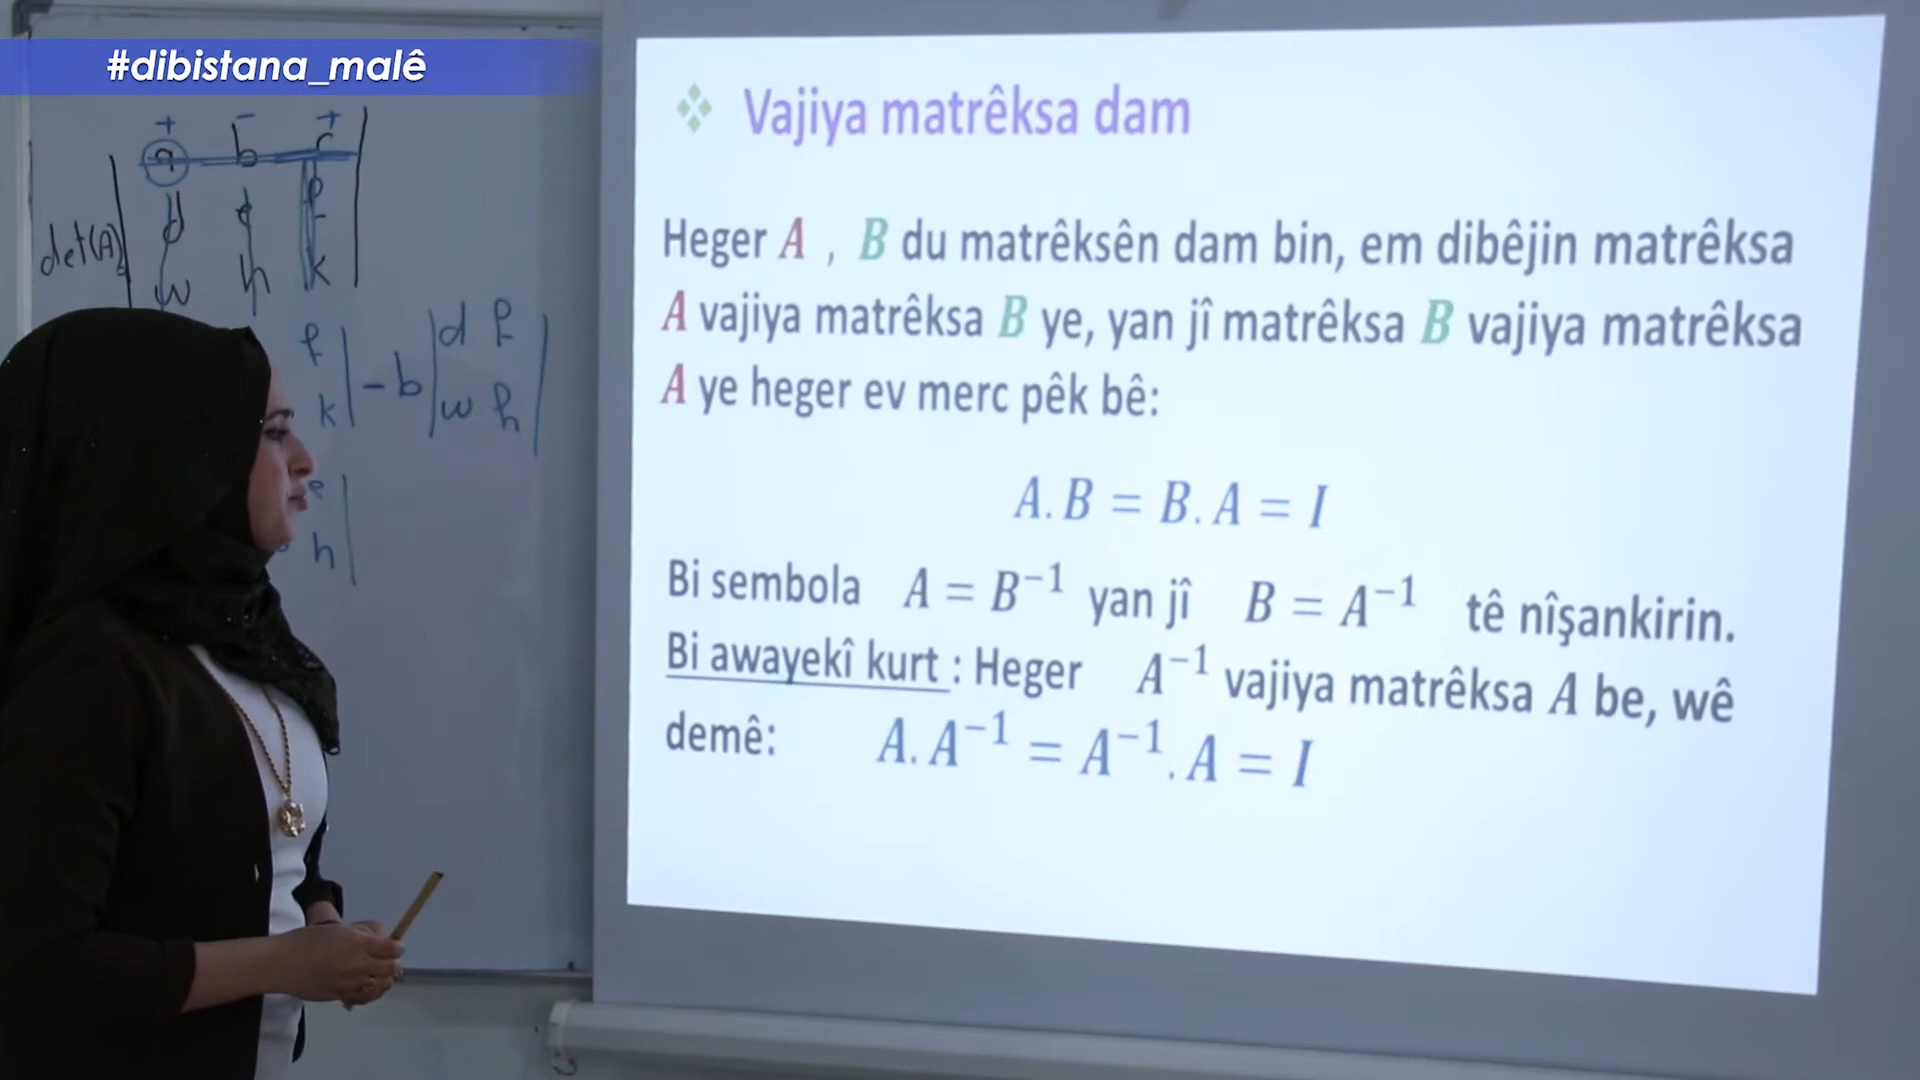 #dibistana_malê
+ - +
a b c
det(A)
d e f
w h k
f
k
- b
d f
w h
e
h
❖ Vajiya matrêksa dam
Heger A , B du matrêksên dam bin, em dibêjin matrêksa
A vajiya matrêksa B ye, yan jî matrêksa B vajiya matrêksa
A ye heger ev merc pêk bê:
A. B = B. A = I
Bi sembola A = B⁻¹ yan jî B = A⁻¹ tê nîşankirin.
Bi awayekî kurt : Heger A⁻¹ vajiya matrêksa A be, wê
demê: A. A⁻¹ = A⁻¹. A = I